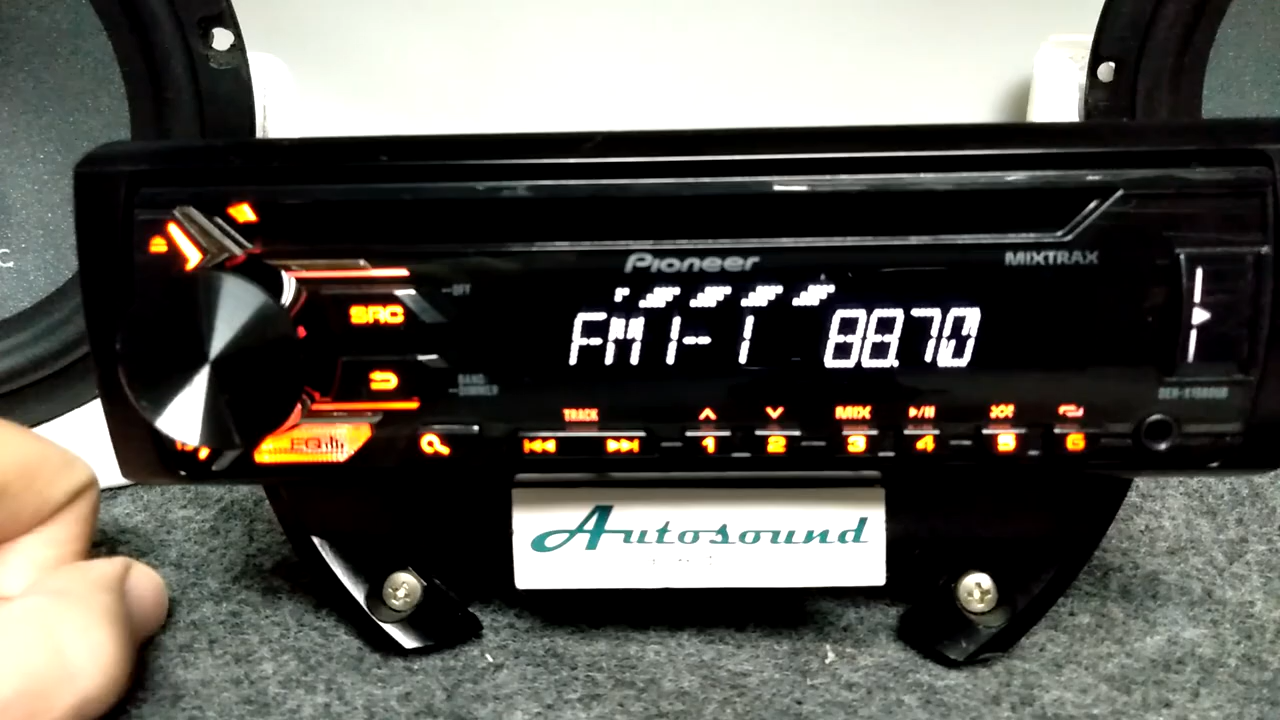 Pioneer
MIXTRAX
OFF
SRC
FM1-- 1 88.70
BAND
DIMMER
TRACK
MIX
EQ
1 2 3 4 5 6
Autosound
C